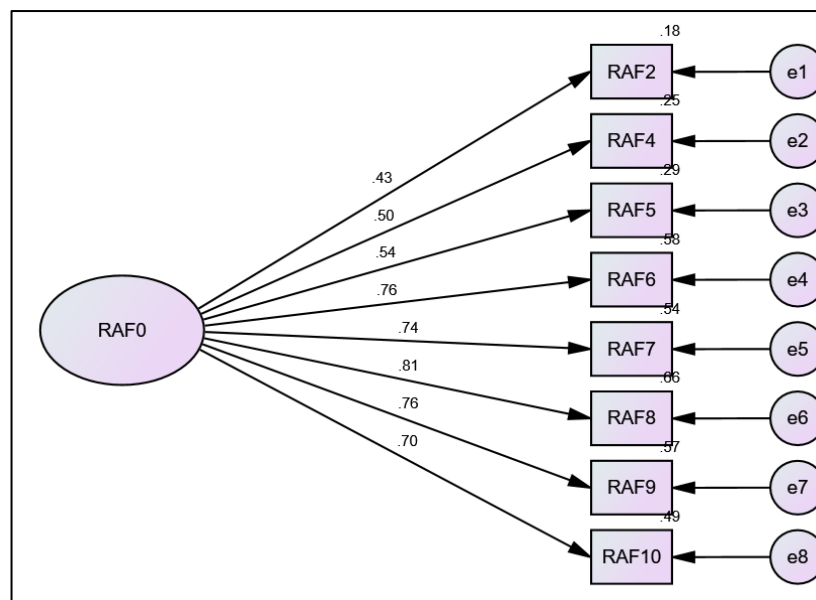 .18
RAF2
e1
.25
RAF4
e2
.29
RAF5
e3
.58
RAF6
e4
.54
RAF7
e5
.66
RAF8
e6
.57
RAF9
e7
.49
RAF10
e8
.43
.50
.54
.76
.74
.81
.76
.70
RAF0